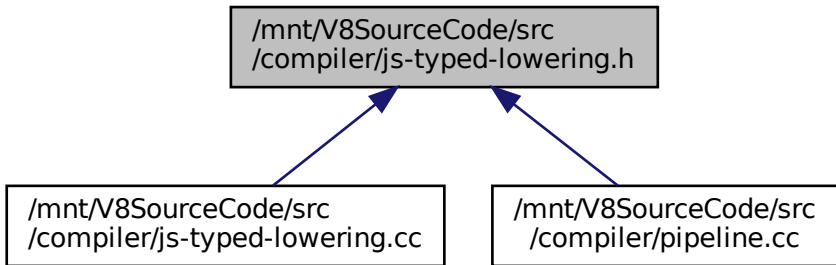 /mnt/V8SourceCode/src
/compiler/js-typed-lowering.h
/mnt/V8SourceCode/src
/compiler/js-typed-lowering.cc
/mnt/V8SourceCode/src
/compiler/pipeline.cc